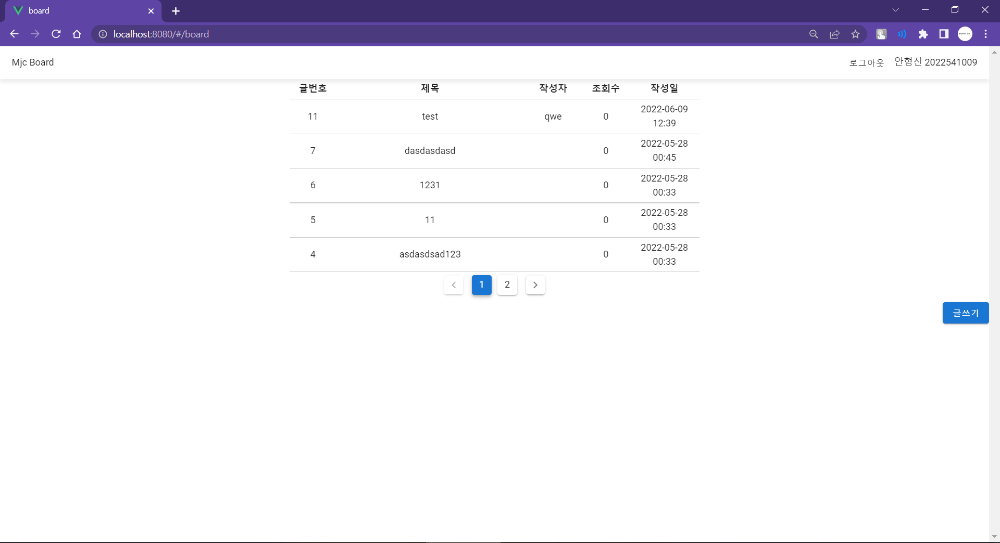 board
localhost:8080/#/board
Mjc Board
로그아웃 안형진 2022541009
글번호 제목 작성자 조회수 작성일
11 test qwe 0 2022-06-09 12:39
7 dasdasdasd 0 2022-05-28 00:45
6 1231 0 2022-05-28 00:33
5 11 0 2022-05-28 00:33
4 asdasdsad123 0 2022-05-28 00:33
1 2
글쓰기